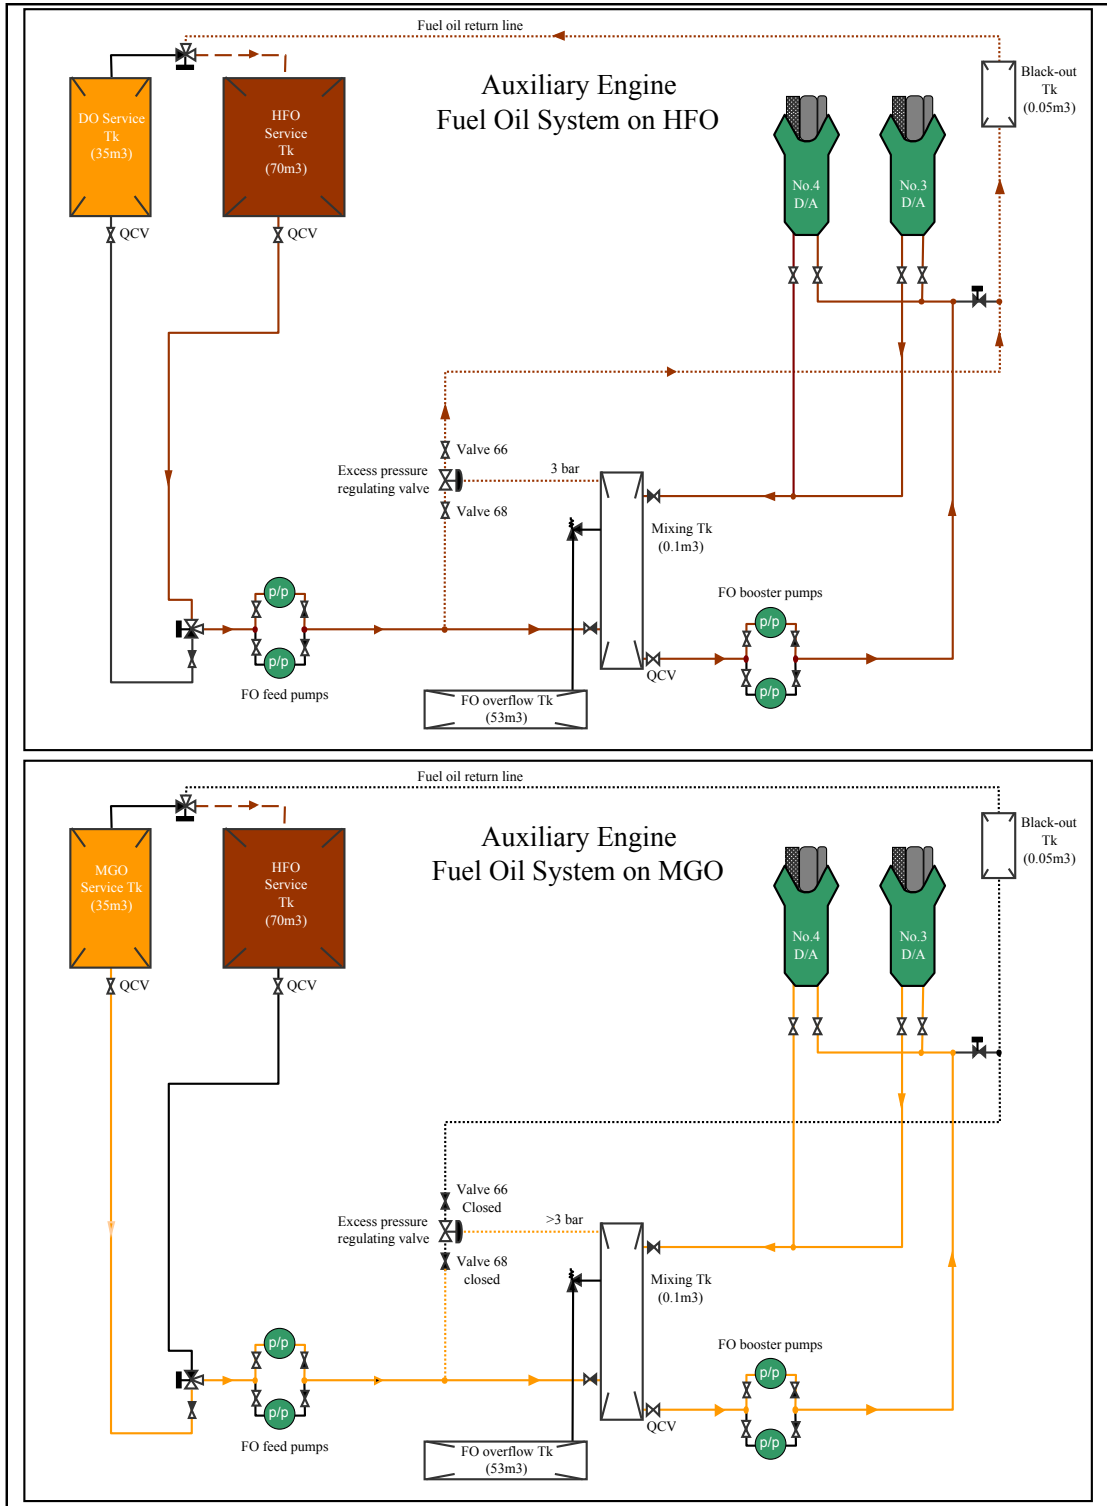 Fuel oil return line
Auxiliary Engine
Fuel Oil System on HFO
DO Service
Tk
(35m3)
HFO
Service
Tk
(70m3)
Black-out
Tk
(0.05m3)
No.4
D/A
No.3
D/A
QCV
QCV
Valve 66
Excess pressure
regulating valve
3 bar
Valve 68
Mixing Tk
(0.1m3)
p/p
p/p
FO feed pumps
FO booster pumps
p/p
p/p
QCV
FO overflow Tk
(53m3)
Fuel oil return line
Auxiliary Engine
Fuel Oil System on MGO
MGO
Service Tk
(35m3)
HFO
Service
Tk
(70m3)
Black-out
Tk
(0.05m3)
No.4
D/A
No.3
D/A
QCV
QCV
Valve 66
Closed
Excess pressure
regulating valve
>3 bar
Valve 68
closed
Mixing Tk
(0.1m3)
p/p
p/p
FO feed pumps
FO booster pumps
p/p
p/p
QCV
FO overflow Tk
(53m3)